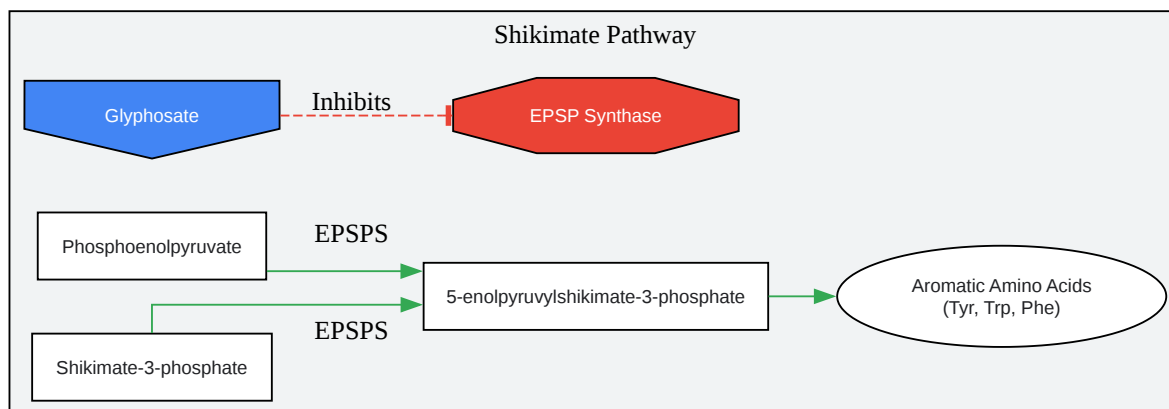 Shikimate Pathway
Glyphosate
Inhibits
EPSP Synthase
Phosphoenolpyruvate
EPSPS
5-enolpyruvylshikimate-3-phosphate
Aromatic Amino Acids
(Tyr, Trp, Phe)
EPSPS
Shikimate-3-phosphate